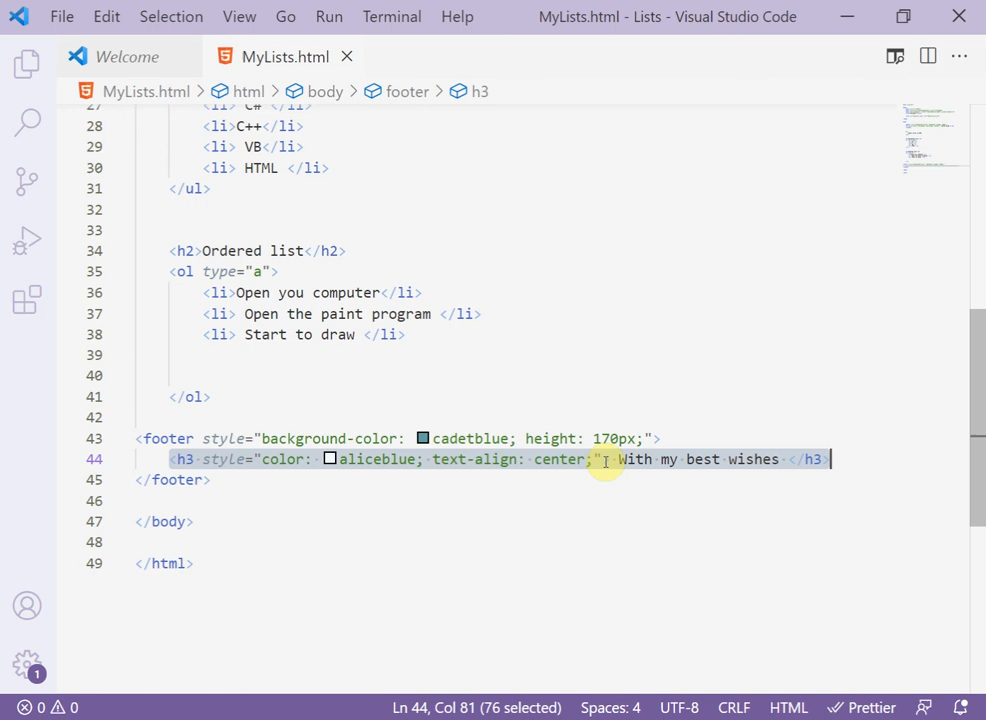 File Edit Selection View Go Run Terminal Help MyLists.html - Lists - Visual Studio Code
Welcome MyLists.html
MyLists.html > html > body > footer > h3
27 <li> C# </li>
28 <li>C++</li>
29 <li> VB</li>
30 <li> HTML </li>
31 </ul>
32
33
34 <h2>Ordered list</h2>
35 <ol type="a">
36 <li>Open you computer</li>
37 <li> Open the paint program </li>
38 <li> Start to draw </li>
39
40
41 </ol>
42
43 <footer style="background-color: cadetblue; height: 170px;">
44 <h3 style="color: aliceblue; text-align: center;"> With my best wishes </h3>
45 </footer>
46
47 </body>
48
49 </html>
1
0 0 Ln 44, Col 81 (76 selected) Spaces: 4 UTF-8 CRLF HTML Prettier